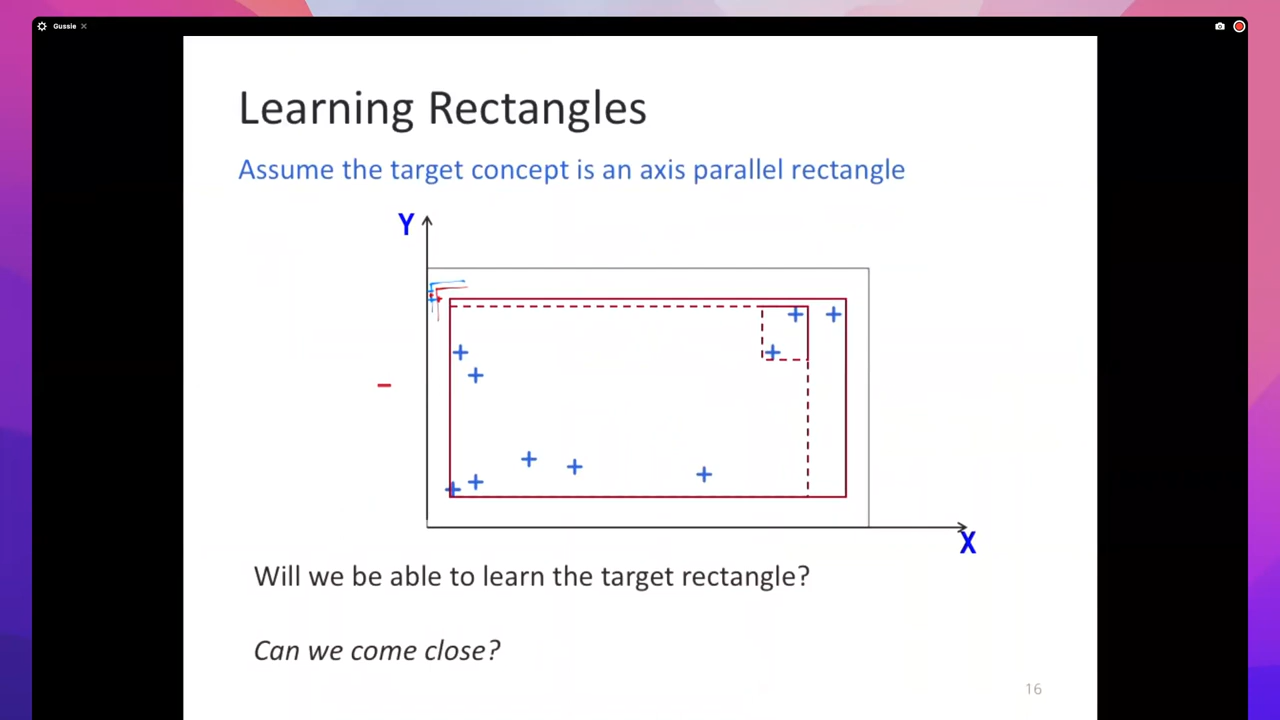 Gussie
Learning Rectangles
Assume the target concept is an axis parallel rectangle
Y
X
Will we be able to learn the target rectangle?
Can we come close?
16